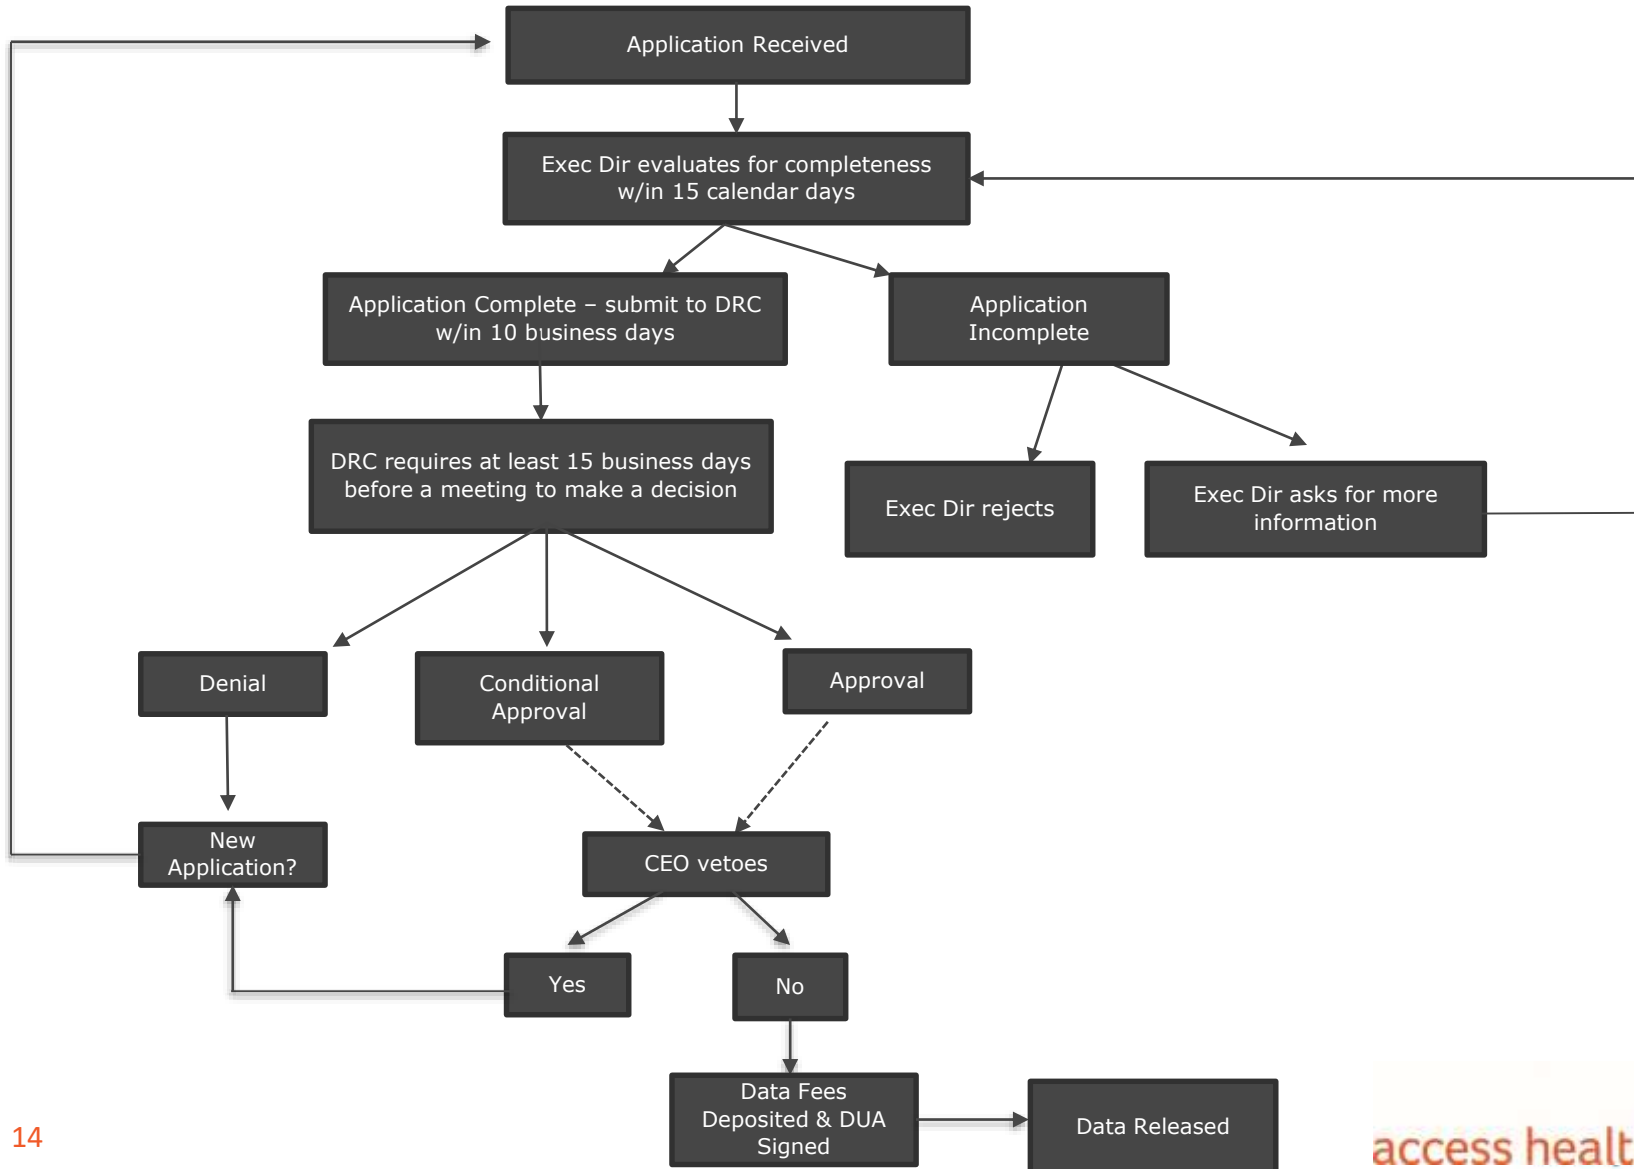 Application Received
Exec Dir evaluates for completeness
w/in 15 calendar days
Application Complete – submit to DRC
w/in 10 business days
Application
Incomplete
DRC requires at least 15 business days
before a meeting to make a decision
Exec Dir rejects
Exec Dir asks for more
information
Denial
Conditional
Approval
Approval
New
Application?
CEO vetoes
Yes
No
Data Fees
Deposited & DUA
Signed
Data Released
14
access healt